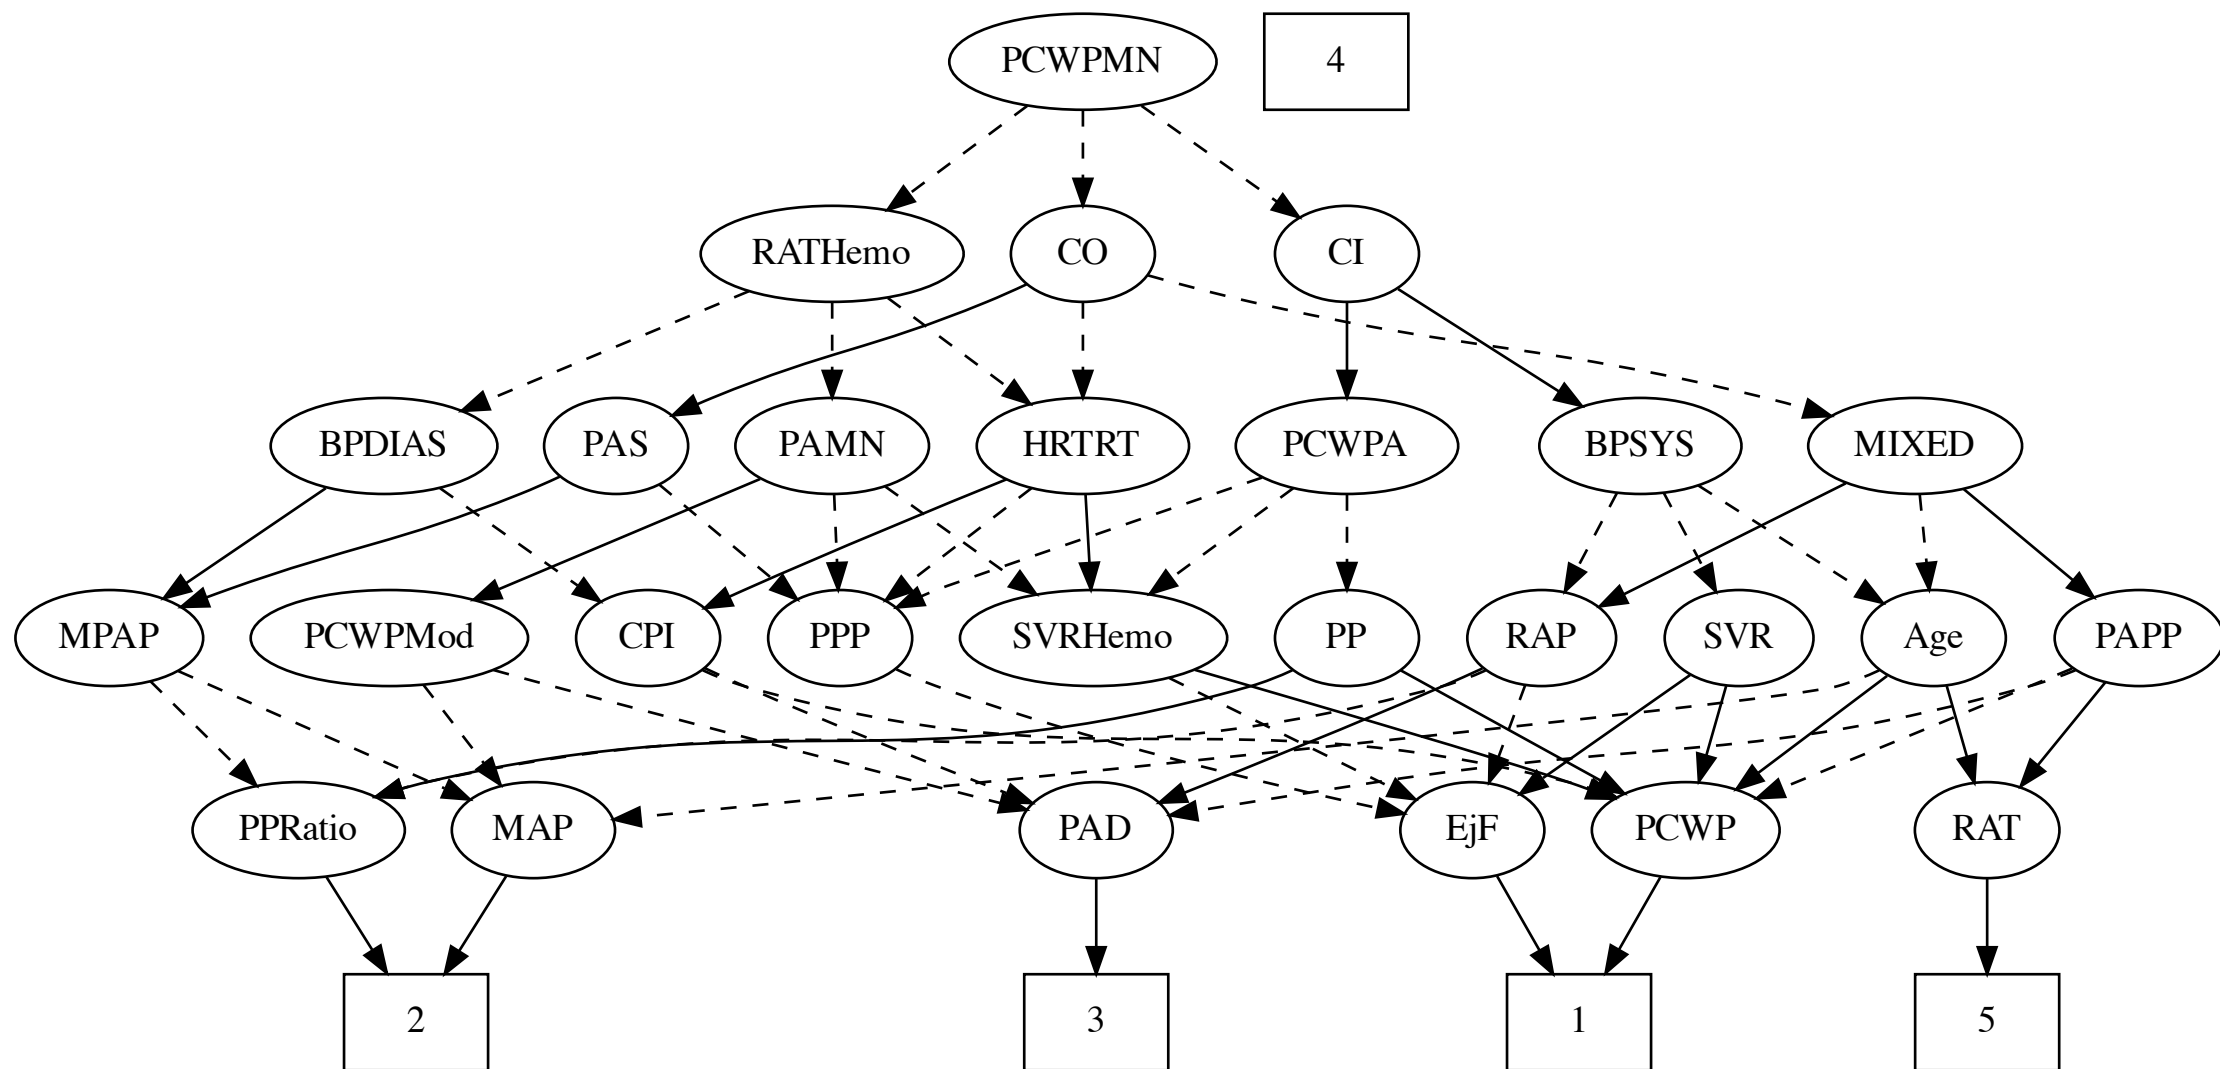 PCWPMN 4
RATHemo CO CI
BPDIAS PAS PAMN HRTRT PCWPA BPSYS MIXED
MPAP PCWPMod CPI PPP SVRHemo PP RAP SVR Age PAPP
PPRatio MAP PAD EjF PCWP RAT
2 3 1 5